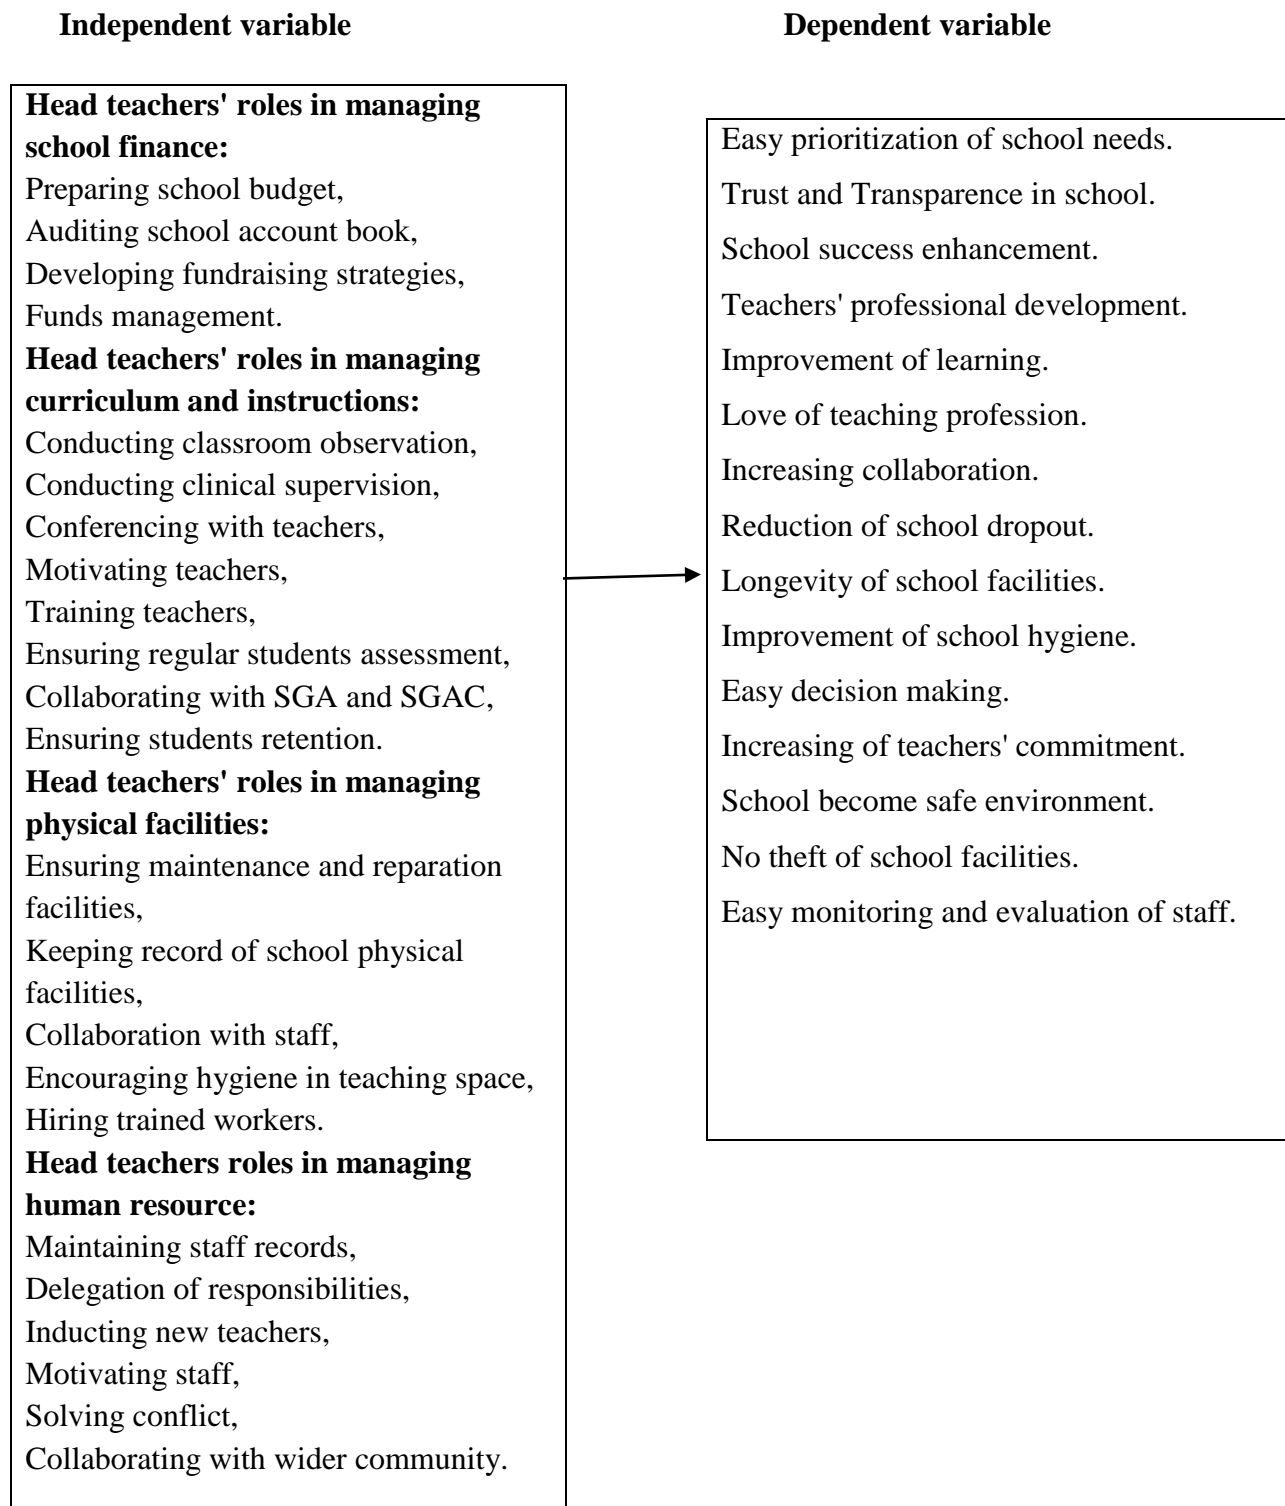 Independent variable
Dependent variable
Head teachers' roles in managing
school finance:
Preparing school budget,
Auditing school account book,
Developing fundraising strategies,
Funds management.
Head teachers' roles in managing
curriculum and instructions:
Conducting classroom observation,
Conducting clinical supervision,
Conferencing with teachers,
Motivating teachers,
Training teachers,
Ensuring regular students assessment,
Collaborating with SGA and SGAC,
Ensuring students retention.
Head teachers' roles in managing
physical facilities:
Ensuring maintenance and reparation
facilities,
Keeping record of school physical
facilities,
Collaboration with staff,
Encouraging hygiene in teaching space,
Hiring trained workers.
Head teachers roles in managing
human resource:
Maintaining staff records,
Delegation of responsibilities,
Inducting new teachers,
Motivating staff,
Solving conflict,
Collaborating with wider community.
Easy prioritization of school needs.
Trust and Transparence in school.
School success enhancement.
Teachers' professional development.
Improvement of learning.
Love of teaching profession.
Increasing collaboration.
Reduction of school dropout.
Longevity of school facilities.
Improvement of school hygiene.
Easy decision making.
Increasing of teachers' commitment.
School become safe environment.
No theft of school facilities.
Easy monitoring and evaluation of staff.